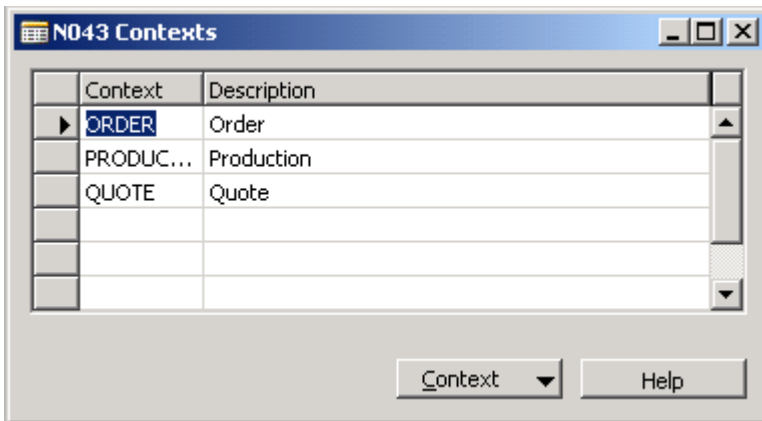 N043 Contexts
Context Description
ORDER Order
PRODUC... Production
QUOTE Quote
Context Help